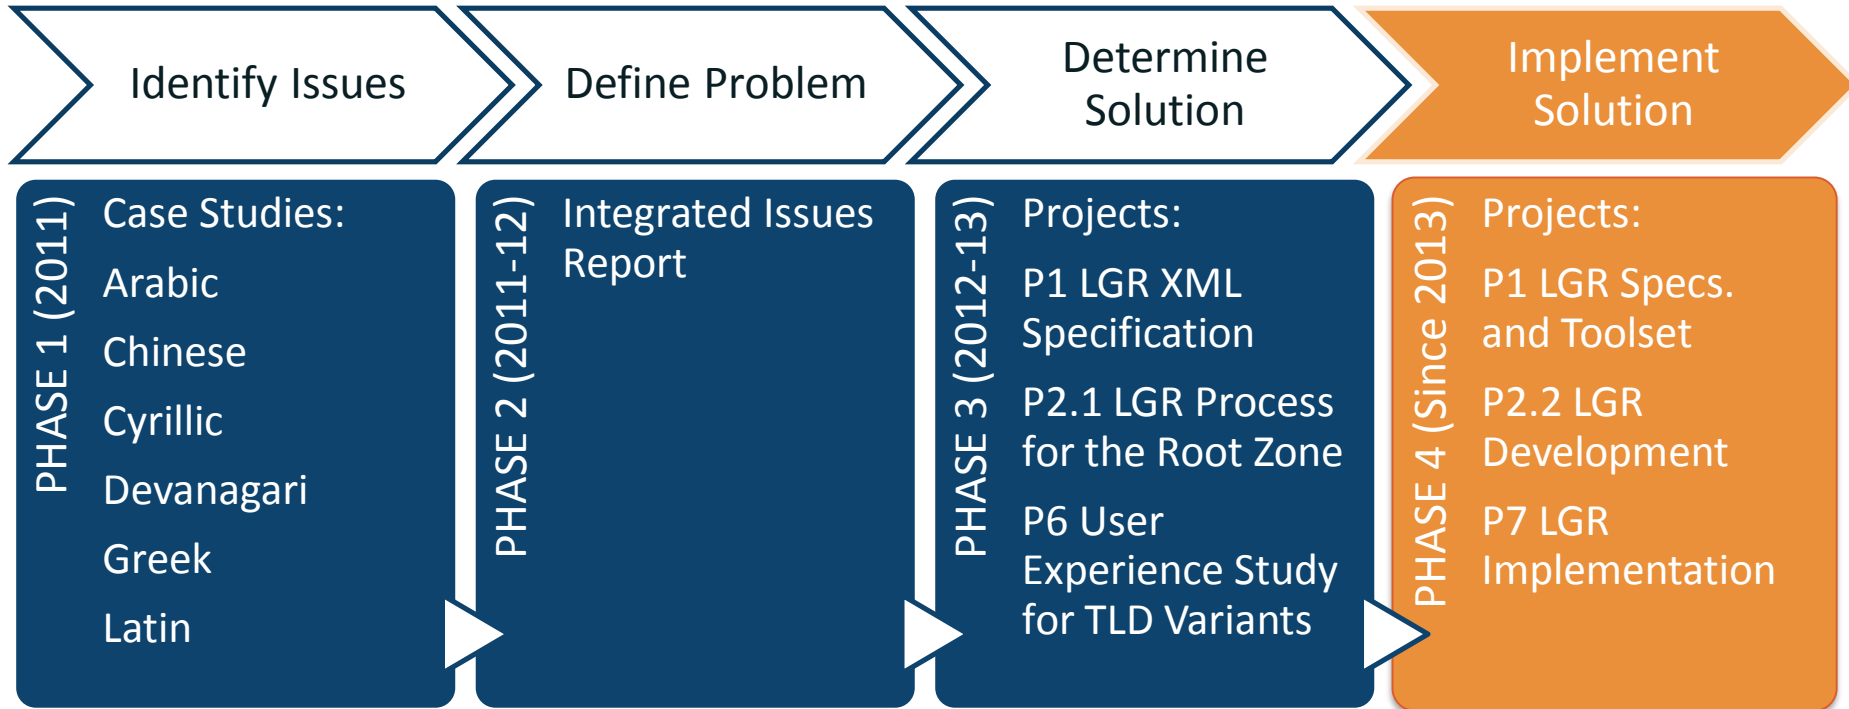 Identify Issues
Define Problem
Determine
Solution
Implement
Solution
PHASE 1 (2011)
Case Studies:
Arabic
Chinese
Cyrillic
Devanagari
Greek
Latin
PHASE 2 (2011-12)
Integrated Issues
Report
PHASE 3 (2012-13)
Projects:
P1 LGR XML
Specification
P2.1 LGR Process
for the Root Zone
P6 User
Experience Study
for TLD Variants
PHASE 4 (Since 2013)
Projects:
P1 LGR Specs.
and Toolset
P2.2 LGR
Development
P7 LGR
Implementation